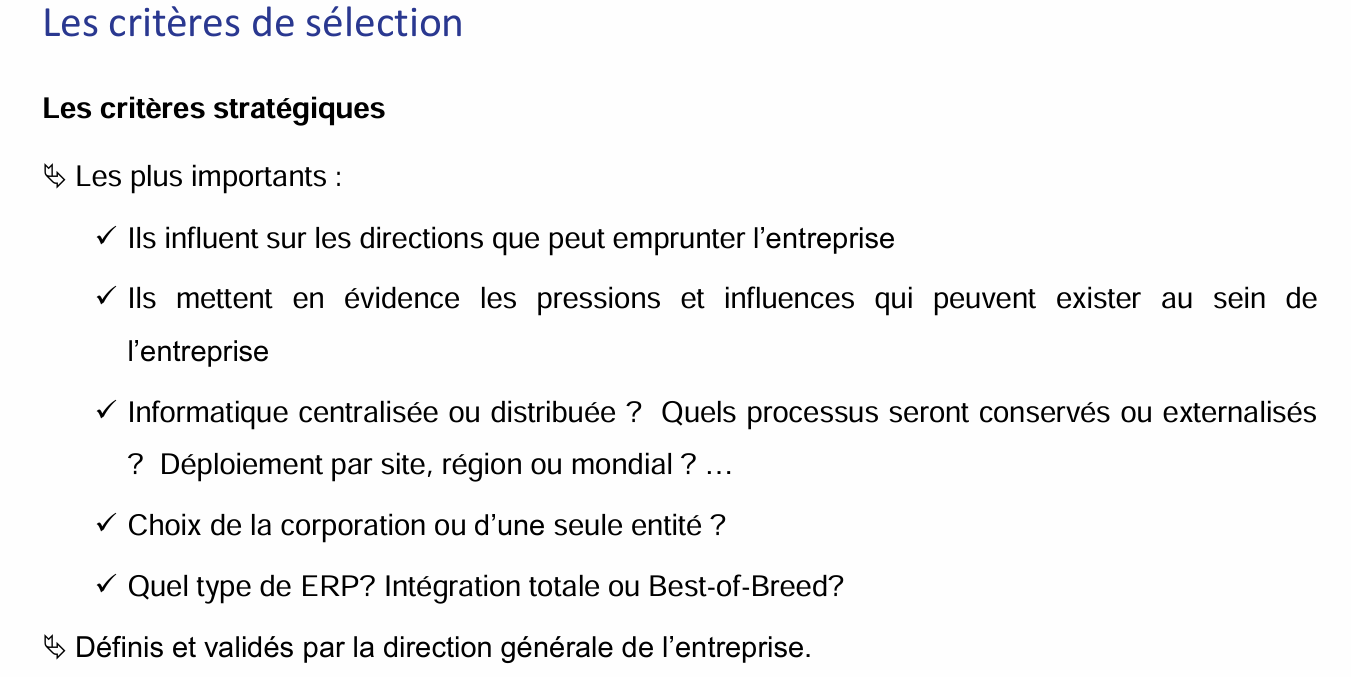 Les critères de sélection
Les critères stratégiques
Les plus importants :
✓ Ils influent sur les directions que peut emprunter l’entreprise
✓ Ils mettent en évidence les pressions et influences qui peuvent exister au sein de
l’entreprise
✓ Informatique centralisée ou distribuée ? Quels processus seront conservés ou externalisés
? Déploiement par site, région ou mondial ? …
✓ Choix de la corporation ou d’une seule entité ?
✓ Quel type de ERP? Intégration totale ou Best-of-Breed?
Définis et validés par la direction générale de l’entreprise.